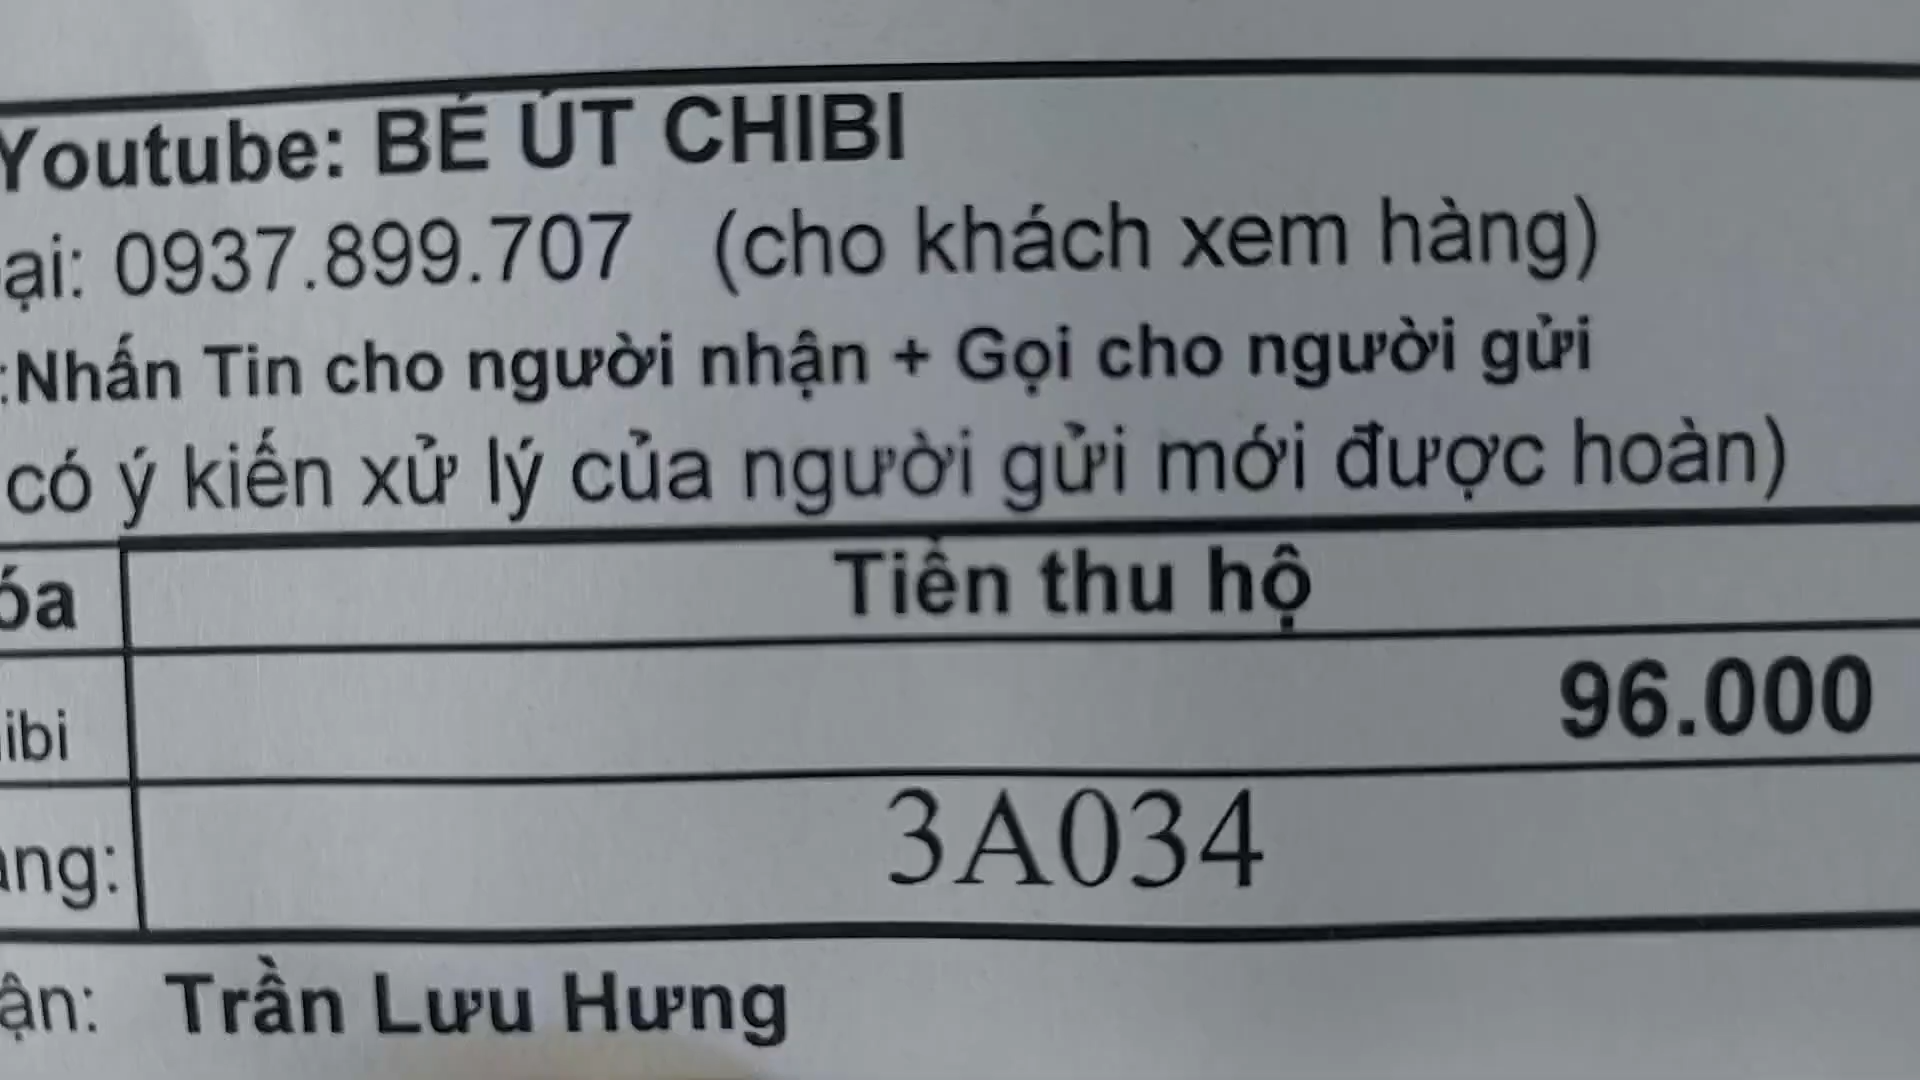 Youtube: BÉ ÚT CHIBI
ại: 0937.899.707 (cho khách xem hàng)
:Nhắn Tin cho người nhận + Gọi cho người gửi
có ý kiến xử lý của người gửi mới được hoàn)
óa Tiền thu hộ
ibi 96.000
àng: 3A034
ận: Trần Lưu Hưng